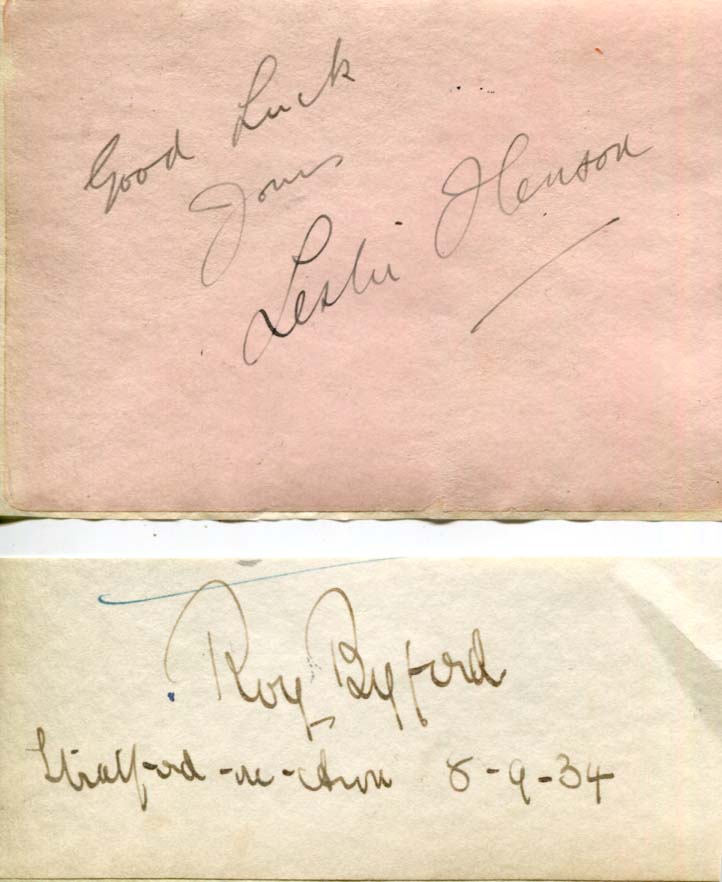 Good Luck
Yours
Leslie Henson
Roy Byford
Stratford-on-Avon 8-9-34